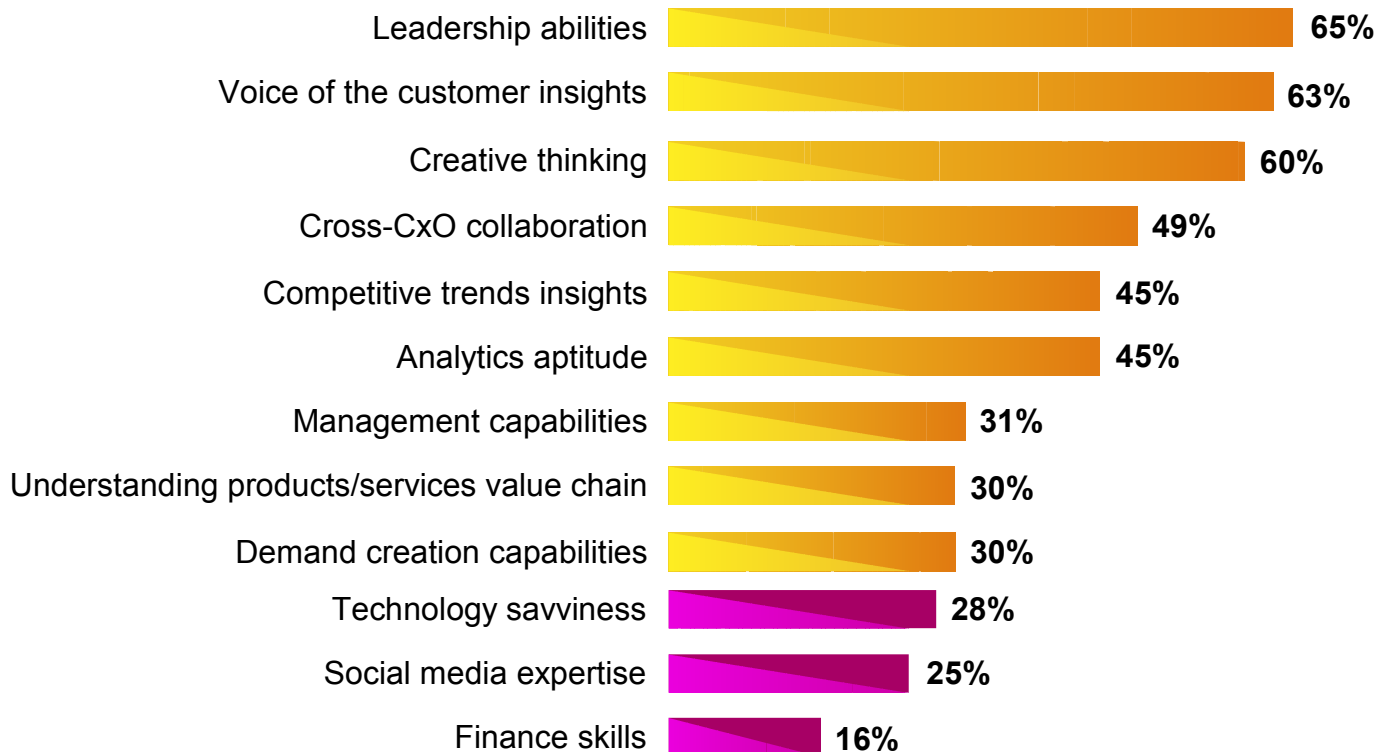 Leadership abilities 65%
Voice of the customer insights 63%
Creative thinking 60%
Cross-CxO collaboration 49%
Competitive trends insights 45%
Analytics aptitude 45%
Management capabilities 31%
Understanding products/services value chain 30%
Demand creation capabilities 30%
Technology savviness 28%
Social media expertise 25%
Finance skills 16%